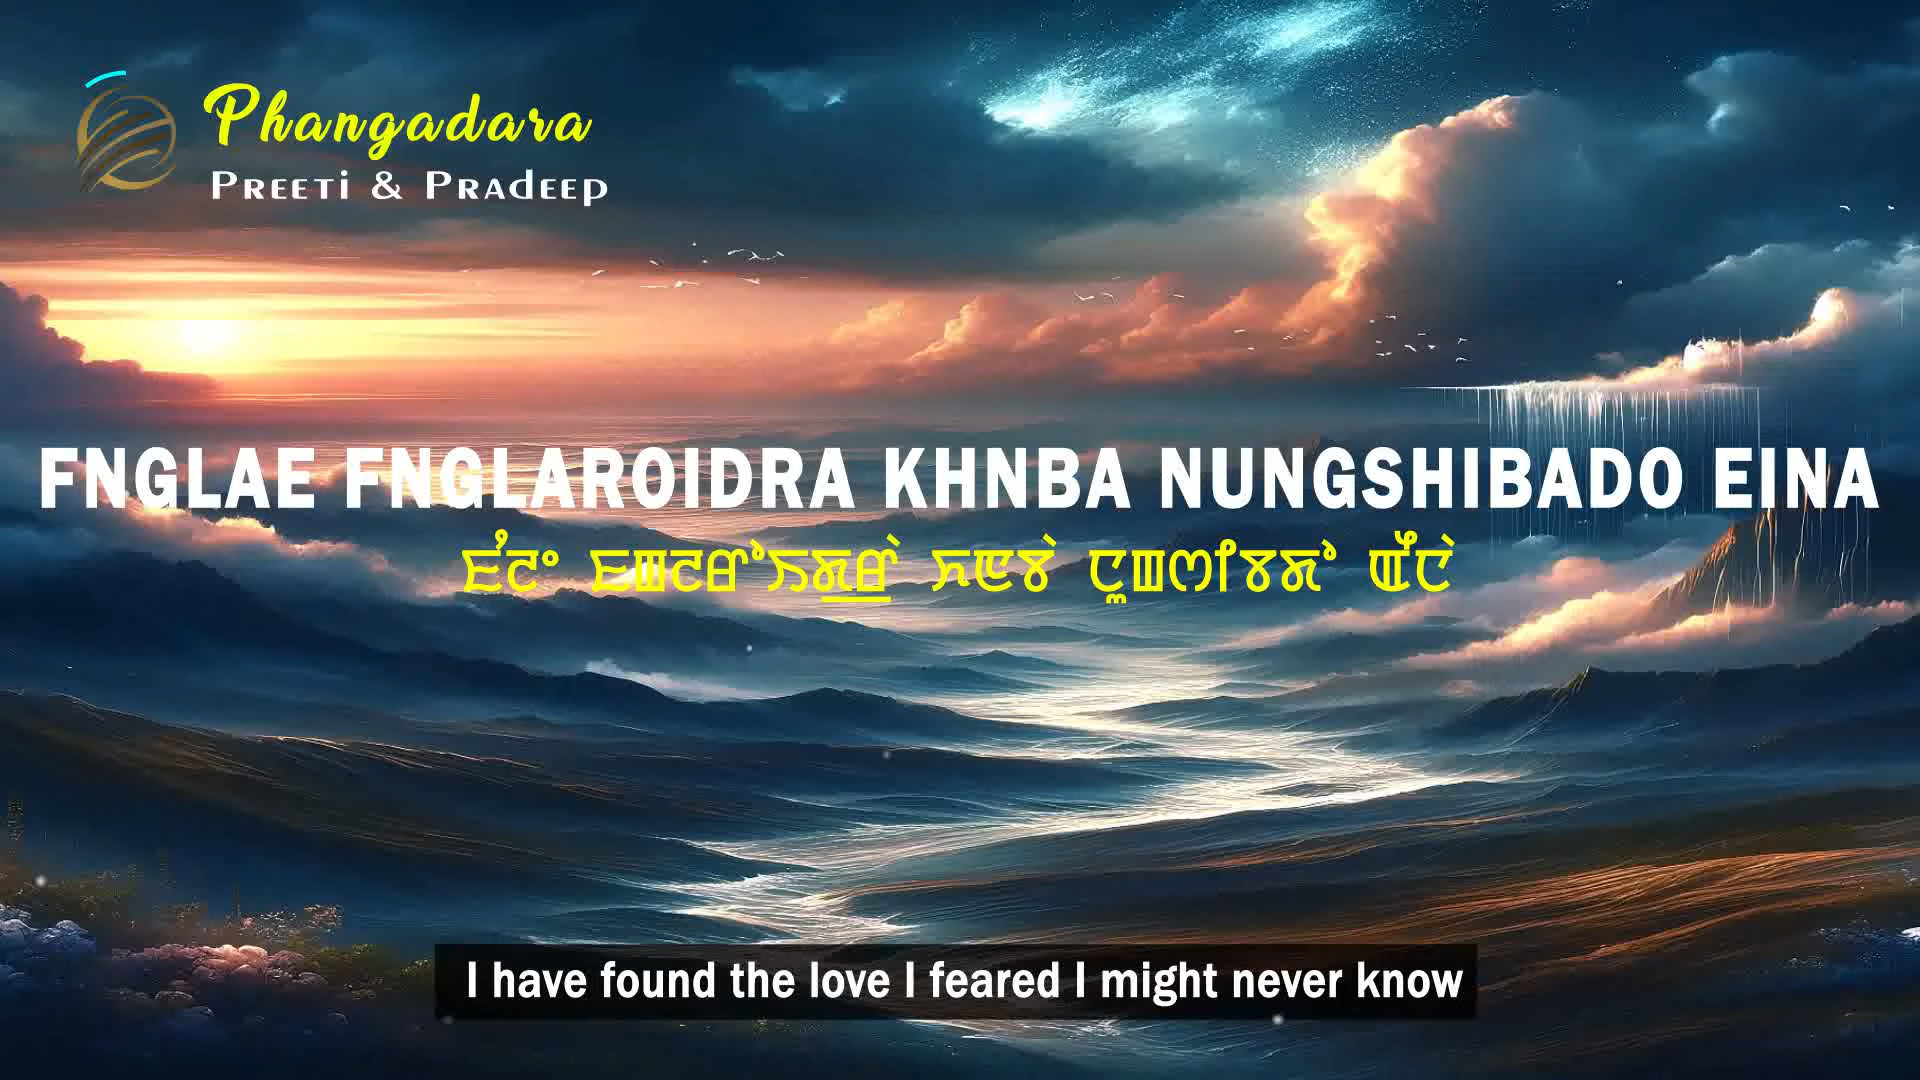 Phangadara
Preeti & Pradeep
FNGLAE FNGLAROIDRA KHNBA NUNGSHIBADO EINA
ꯐꯪꯂꯦ ꯐꯡꯂꯔꯣꯏꯗ꯭ꯔꯥ ꯈꯟꯕꯥ ꯅꯨꯡꯁꯤꯕꯗꯣ ꯑꯩꯅꯥ
I have found the love I feared I might never know